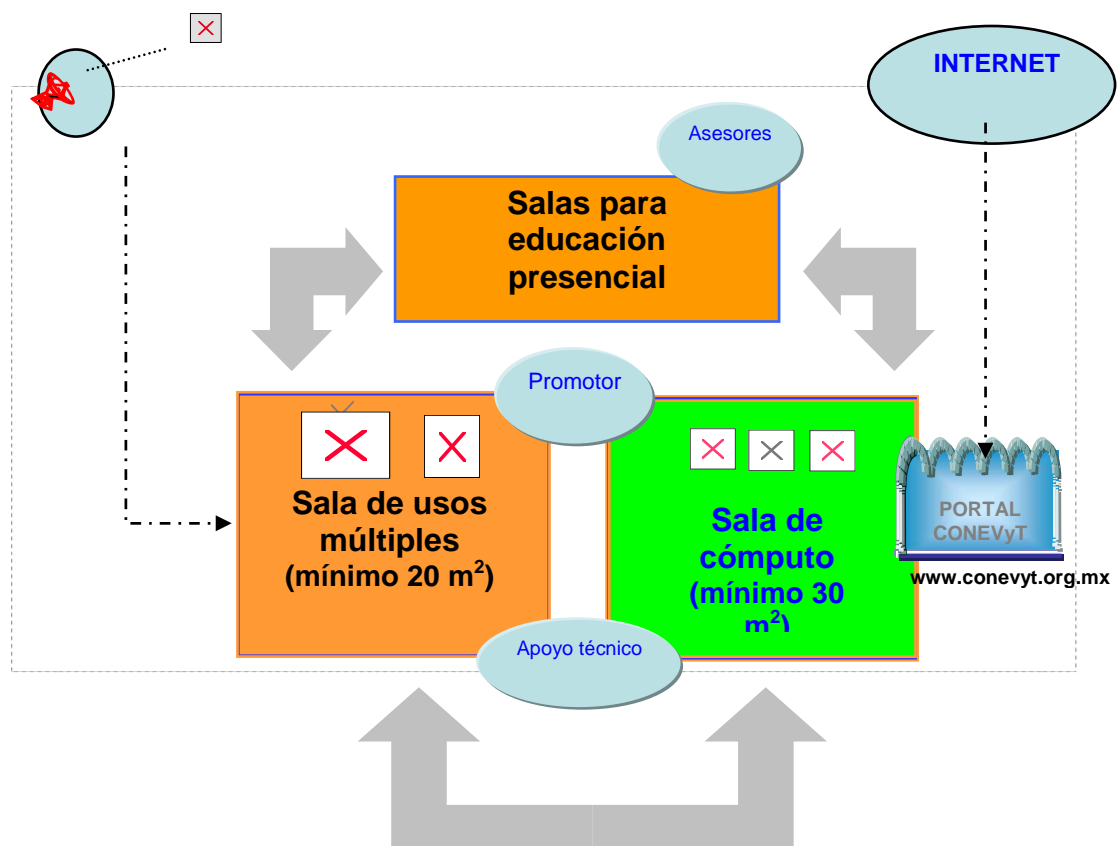 INTERNET
Asesores
Salas para
educación
presencial
Promotor
Sala de usos
múltiples
(mínimo 20 m²)
Sala de
cómputo
(mínimo 30
m²)
PORTAL
CONEVyT
www.conevyt.org.mx
Apoyo técnico